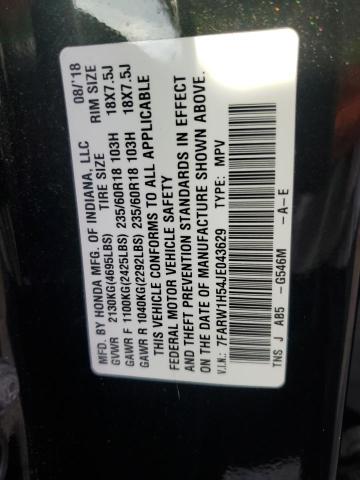 MFD. BY HONDA MFG. OF INDIANA, LLC 08/'18
TIRE SIZE RIM SIZE
GVWR 2130KG(4695LBS)
GAWR F 1100KG(2425LBS) 235/60R18 103H 18X7.5J
GAWR R 1040KG(2292LBS) 235/60R18 103H 18X7.5J
THIS VEHICLE CONFORMS TO ALL APPLICABLE
FEDERAL MOTOR VEHICLE SAFETY
AND THEFT PREVENTION STANDARDS IN EFFECT
ON THE DATE OF MANUFACTURE SHOWN ABOVE.
V.I.N.: 7FARW1H54JE043629 TYPE: MPV
TNS J AB5 -G546M -A-E